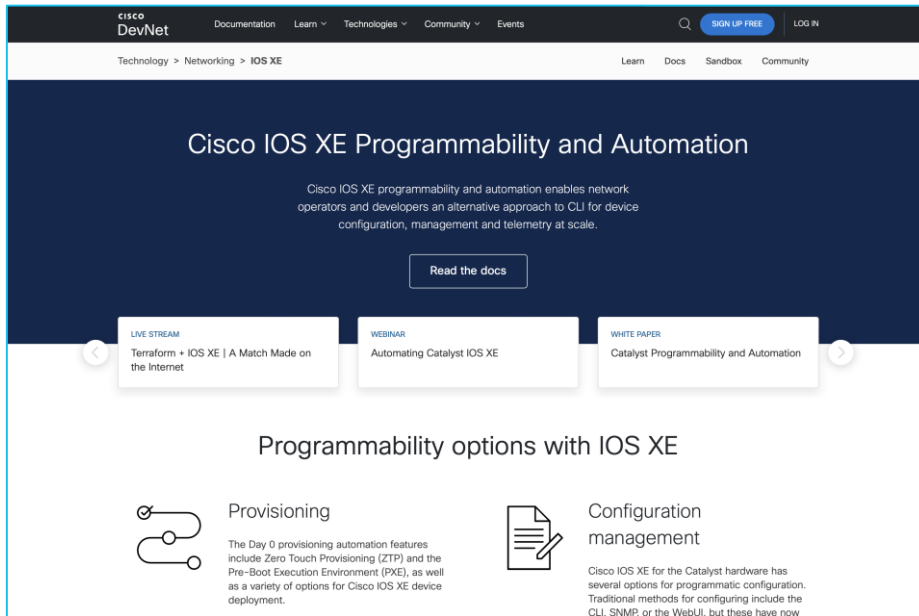 CISCO
DevNet
Documentation Learn Technologies Community Events
SIGN UP FREE
LOG IN
Technology > Networking > IOS XE
Learn Docs Sandbox Community
Cisco IOS XE Programmability and Automation
Cisco IOS XE programmability and automation enables network
operators and developers an alternative approach to CLI for device
configuration, management and telemetry at scale.
Read the docs
LIVE STREAM
Terraform + IOS XE | A Match Made on
the Internet
WEBINAR
Automating Catalyst IOS XE
WHITE PAPER
Catalyst Programmability and Automation
Programmability options with IOS XE
Provisioning
The Day 0 provisioning automation features
include Zero Touch Provisioning (ZTP) and the
Pre-Boot Execution Environment (PXE), as well
as a variety of options for Cisco IOS XE device
deployment.
Configuration
management
Cisco IOS XE for the Catalyst hardware has
several options for programmatic configuration.
Traditional methods for configuring include the
CLI, SNMP, or the WebUI, but these have now